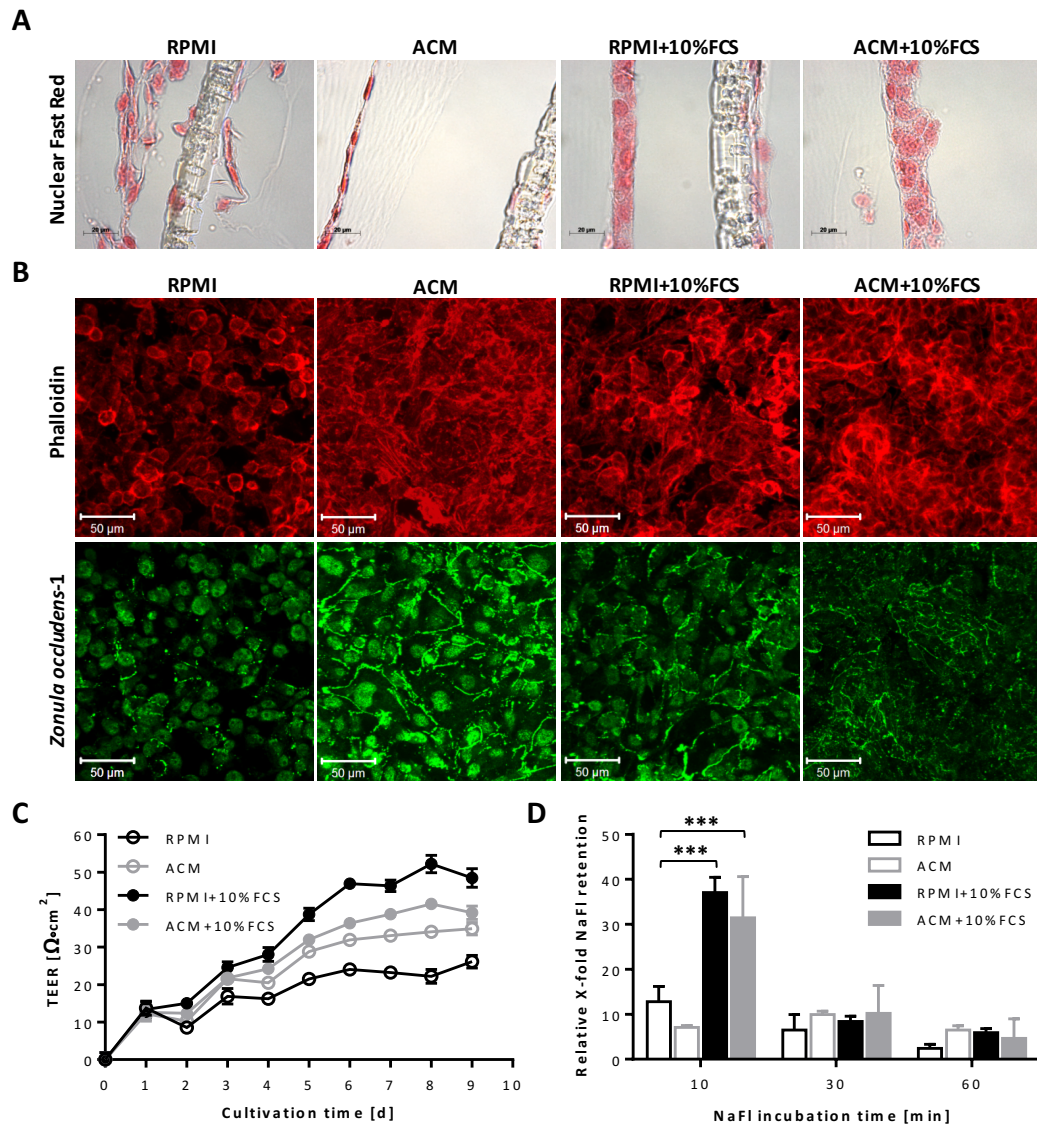 A
RPMI
ACM
RPMI+10%FCS
ACM+10%FCS
Nuclear Fast Red
20 µm
20 µm
20 µm
20 µm
B
RPMI
ACM
RPMI+10%FCS
ACM+10%FCS
Phalloidin
50 µm
50 µm
50 µm
50 µm
Zonula occludens-1
50 µm
50 µm
50 µm
50 µm
C
RPMI
ACM
RPMI+10%FCS
ACM+10%FCS
TEER [Ω•cm²]
60
50
40
30
20
10
0
0 1 2 3 4 5 6 7 8 9 10
Cultivation time [d]
D
***
***
RPMI
ACM
RPMI+10%FCS
ACM+10%FCS
Relative X-fold NaFl retention
50
40
30
20
10
0
10 30 60
NaFl incubation time [min]